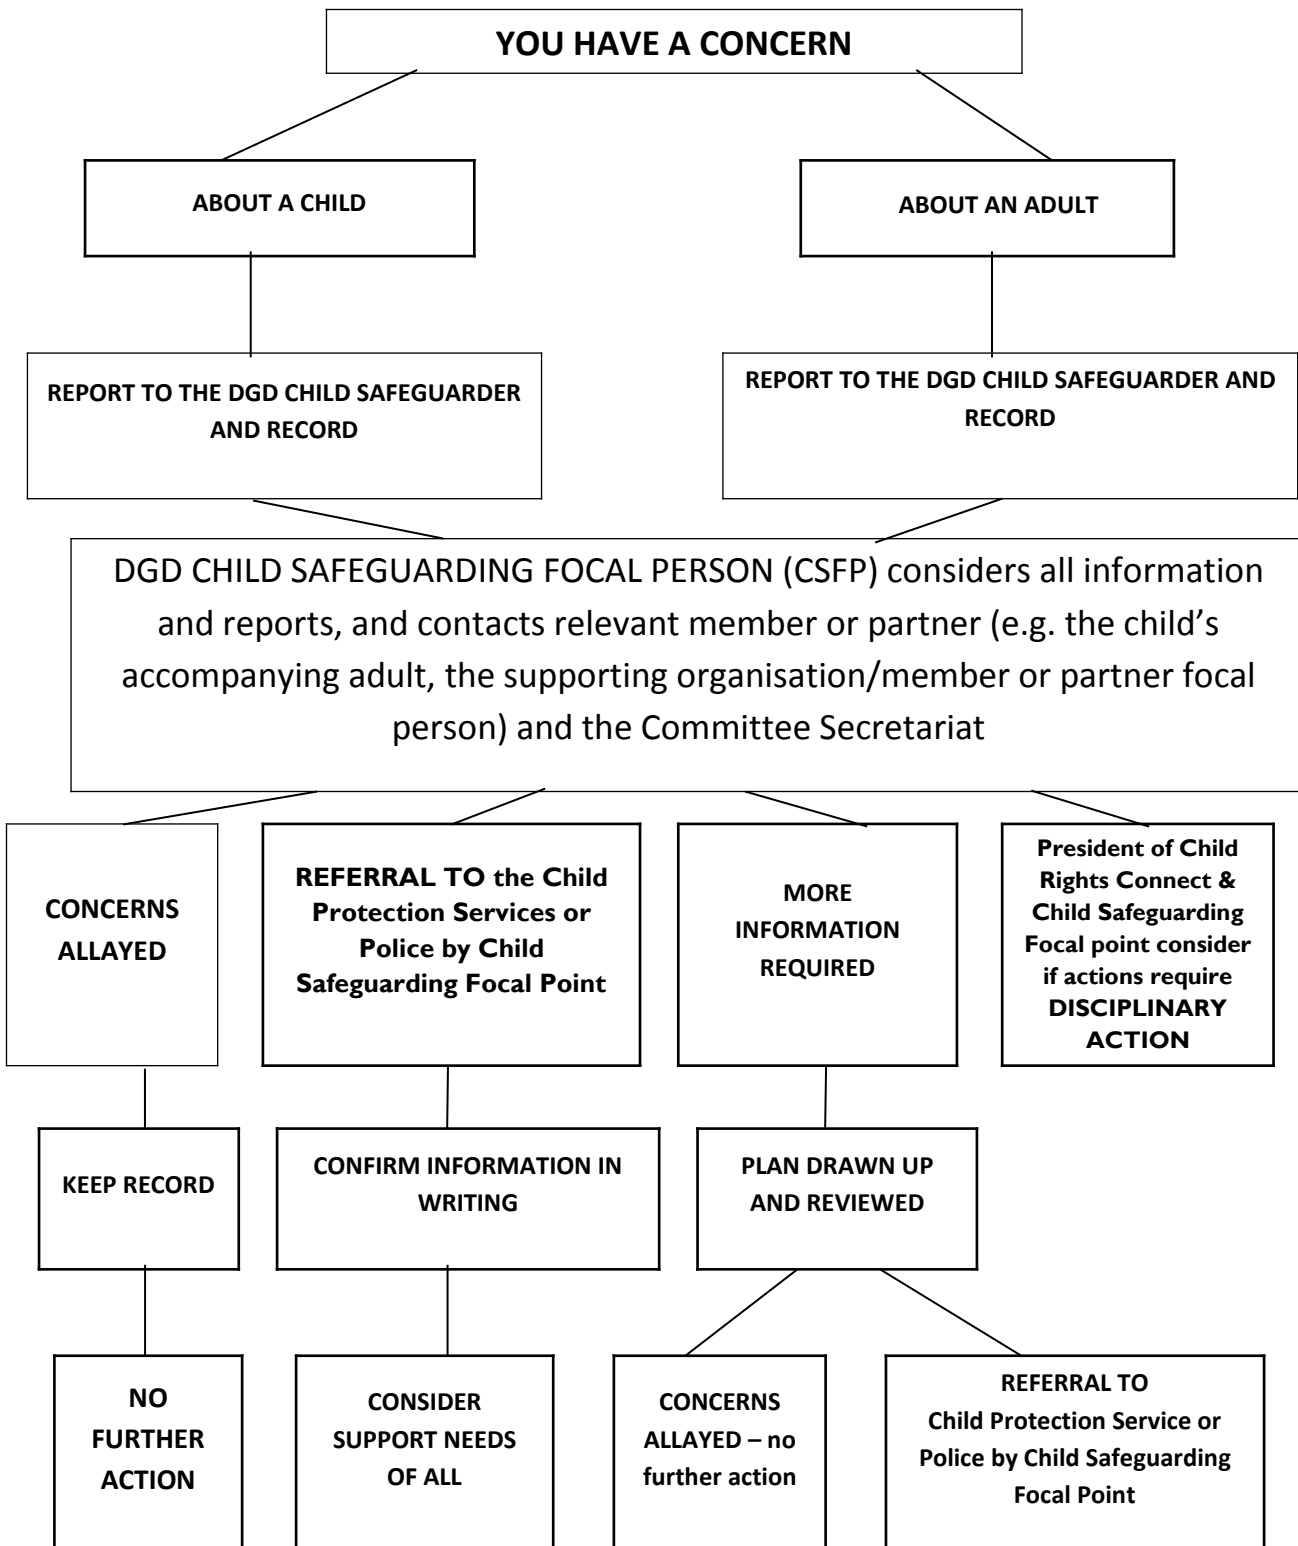 YOU HAVE A CONCERN
ABOUT A CHILD
ABOUT AN ADULT
REPORT TO THE DGD CHILD SAFEGUARDER
AND RECORD
REPORT TO THE DGD CHILD SAFEGUARDER AND
RECORD
DGD CHILD SAFEGUARDING FOCAL PERSON (CSFP) considers all information
and reports, and contacts relevant member or partner (e.g. the child’s
accompanying adult, the supporting organisation/member or partner focal
person) and the Committee Secretariat
CONCERNS
ALLAYED
REFERRAL TO the Child
Protection Services or
Police by Child
Safeguarding Focal Point
MORE
INFORMATION
REQUIRED
President of Child
Rights Connect &
Child Safeguarding
Focal point consider
if actions require
DISCIPLINARY
ACTION
KEEP RECORD
CONFIRM INFORMATION IN
WRITING
PLAN DRAWN UP
AND REVIEWED
NO
FURTHER
ACTION
CONSIDER
SUPPORT NEEDS
OF ALL
CONCERNS
ALLAYED – no
further action
REFERRAL TO
Child Protection Service or
Police by Child Safeguarding
Focal Point